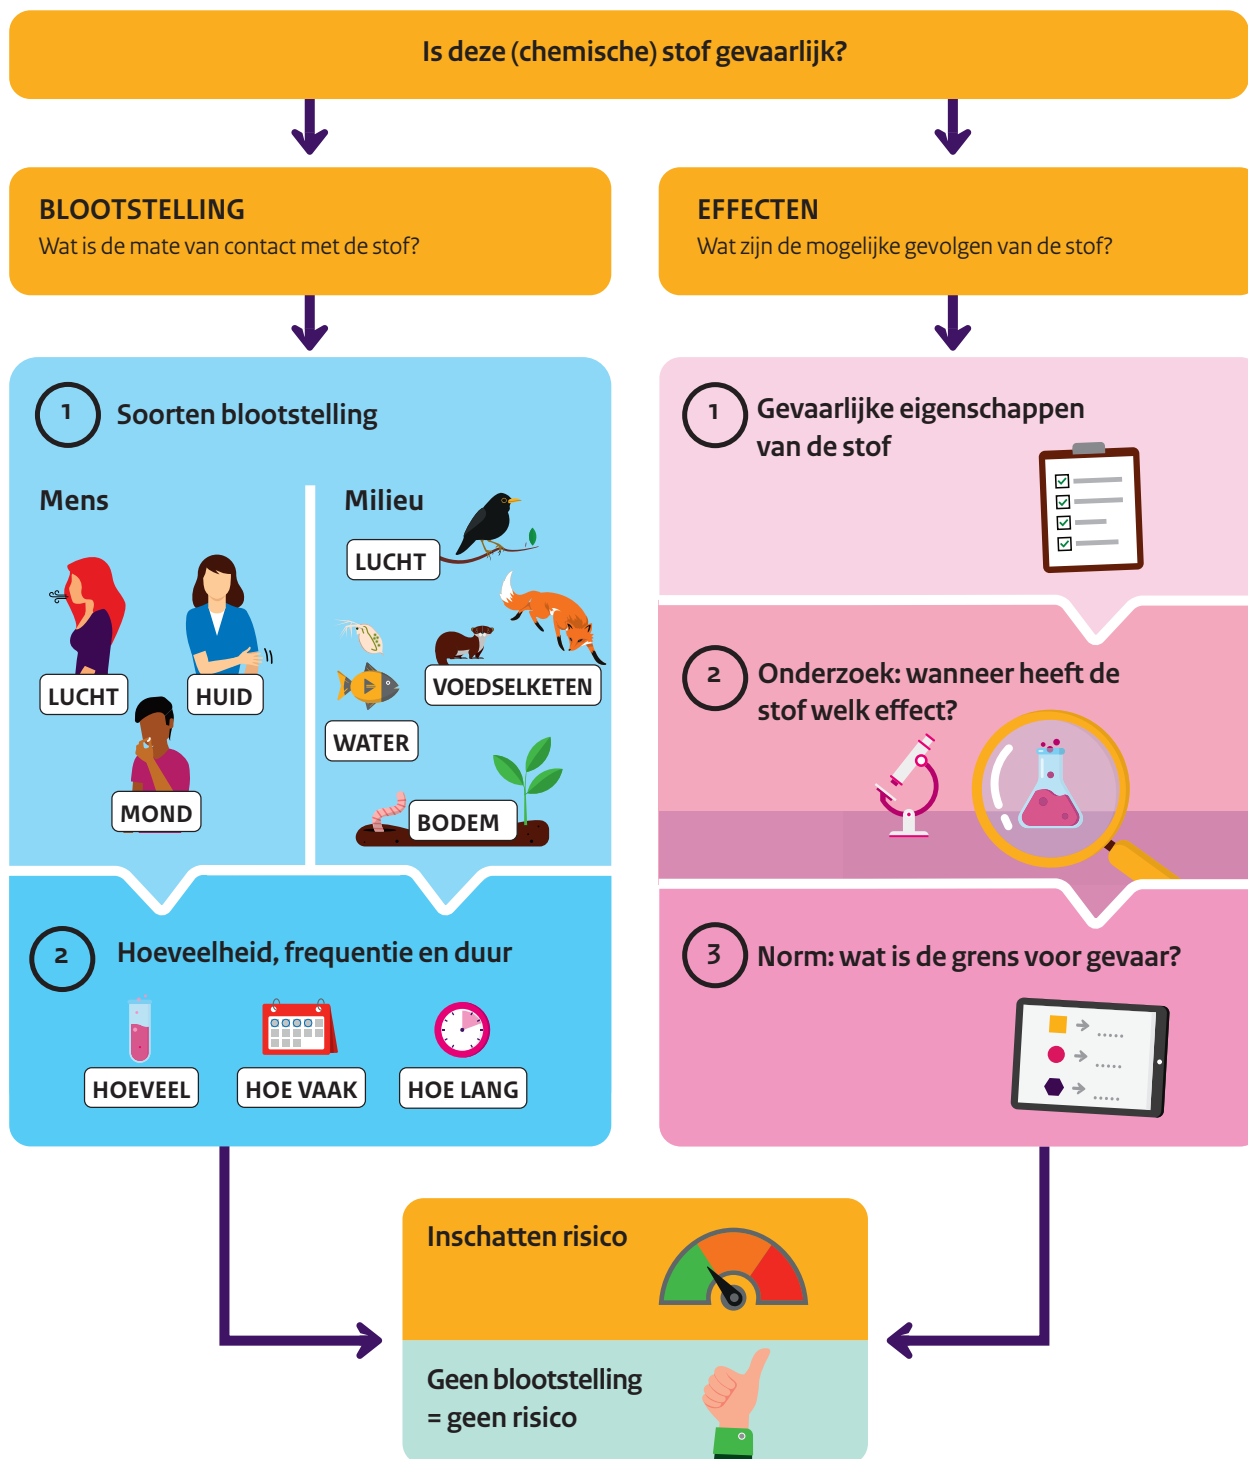 Is deze (chemische) stof gevaarlijk?
BLOOTSTELLING
Wat is de mate van contact met de stof?
1
Soorten blootstelling
Mens
LUCHT
HUID
MOND
Milieu
LUCHT
VOEDSELKETEN
WATER
BODEM
2
Hoeveelheid, frequentie en duur
HOEVEEL
HOE VAAK
HOE LANG
EFFECTEN
Wat zijn de mogelijke gevolgen van de stof?
1
Gevaarlijke eigenschappen
van de stof
2
Onderzoek: wanneer heeft de
stof welk effect?
3
Norm: wat is de grens voor gevaar?
Inschatten risico
Geen blootstelling
= geen risico